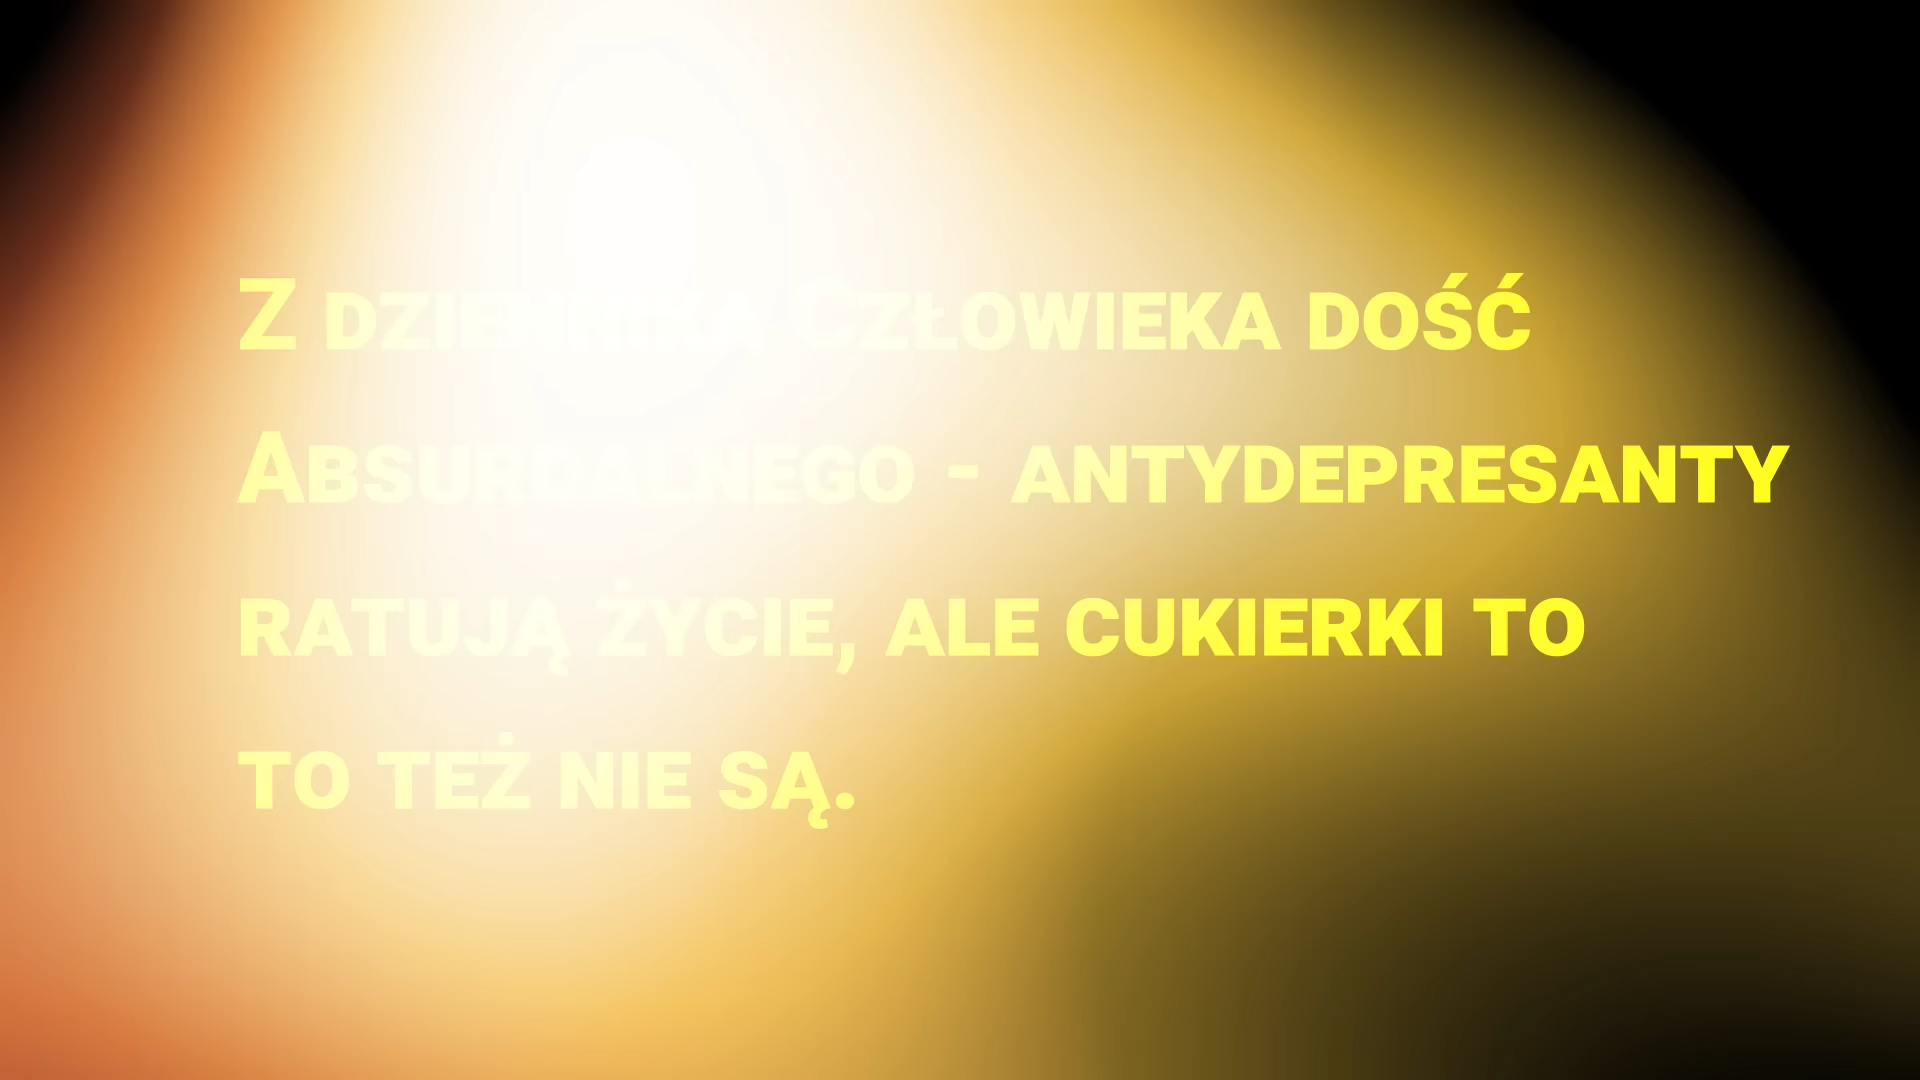 Z dziennika Człowieka dość
Absurdalnego - antydepresanty
ratują życie, ale cukierki to
to też nie są.